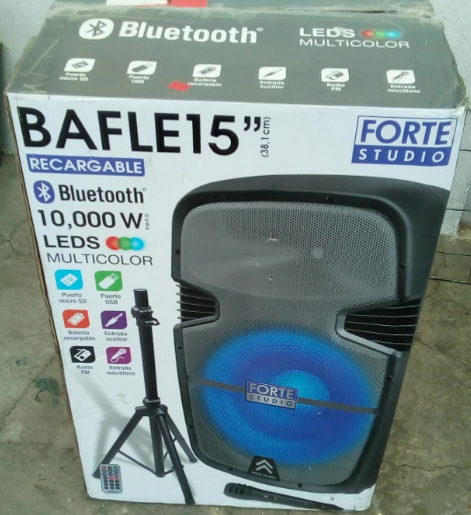 Bluetooth®
LEDS
MULTICOLOR
Puerto
micro SD
Puerto
USB
Batería
recargable
Entrada
auxiliar
Radio
FM
Entrada
micrófono
BAFLE15”
(38,1 cm)
FORTE
STUDIO
RECARGABLE
Bluetooth®
10,000 W
P.M.P.O.
LEDS
MULTICOLOR
Puerto
micro SD
Puerto
USB
Batería
recargable
Entrada
auxiliar
Radio
FM
Entrada
micrófono
FORTE
STUDIO